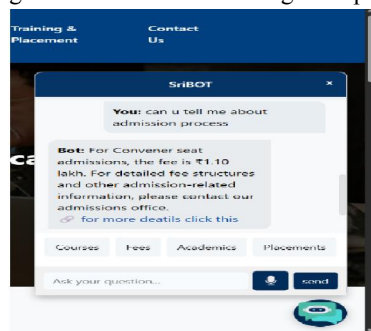 Training & Placement
Contact Us
SriBOT ×
You: can u tell me about
admission process
Bot: For Convener seat
admissions, the fee is ₹1.10
lakh. For detailed fee structures
and other admission-related
information, please contact our
admissions office.
🔗 for more deatils click this
Courses Fees Academics Placements
Ask your question... send